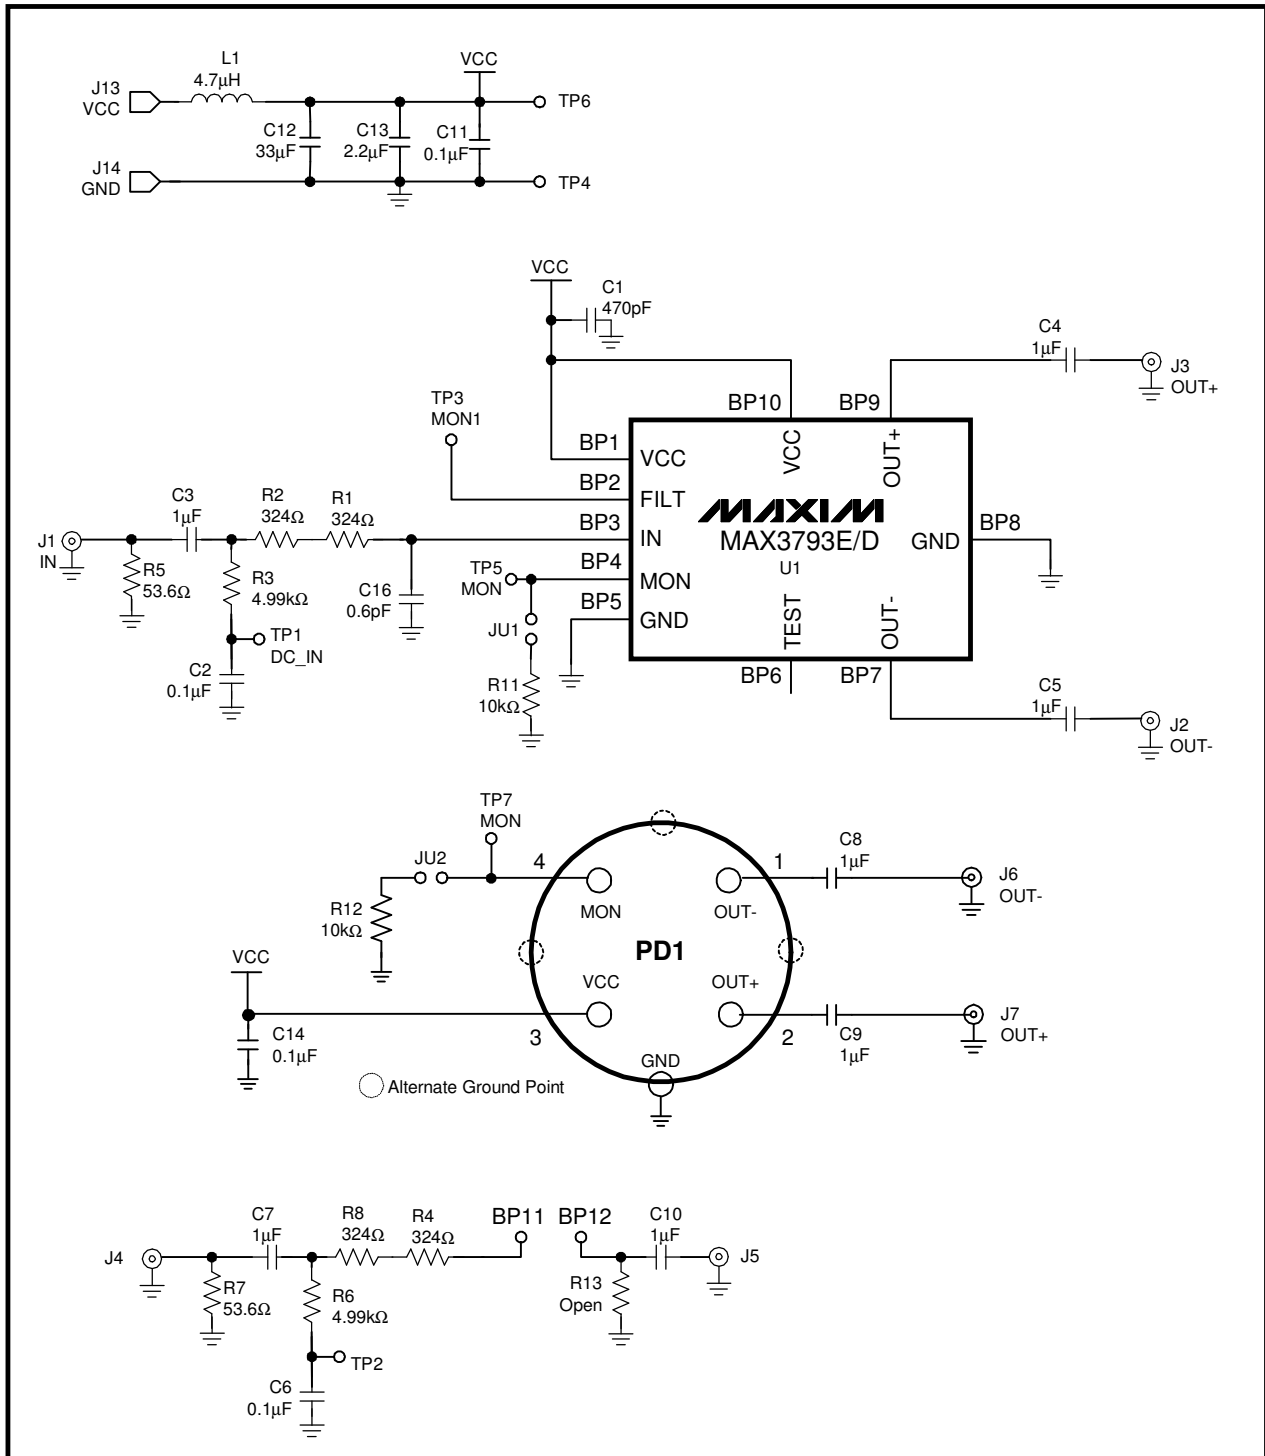 L1
4.7µH
J13
VCC
VCC
TP6
C12
33µF
C13
2.2µF
C11
0.1µF
J14
GND
TP4
VCC
C1
470pF
C4
1µF
J3
OUT+
TP3
MON1
BP10
BP9
BP1
VCC
VCC
OUT+
BP2
FILT
C3
1µF
R2
324Ω
R1
324Ω
J1
IN
BP3
IN
MAXIM
MAX3793E/D
U1
GND
BP8
R5
53.6Ω
R3
4.99kΩ
C16
0.6pF
TP5
MON
BP4
MON
BP5
GND
TEST
OUT-
JU1
TP1
DC_IN
C2
0.1µF
R11
10kΩ
BP6
BP7
C5
1µF
J2
OUT-
TP7
MON
JU2
4
1
C8
1µF
J6
OUT-
R12
10kΩ
MON
OUT-
PD1
VCC
VCC
OUT+
3
2
C9
1µF
J7
OUT+
C14
0.1µF
GND
Alternate Ground Point
C7
1µF
R8
324Ω
R4
324Ω
BP11
BP12
C10
1µF
J4
J5
R7
53.6Ω
R6
4.99kΩ
R13
Open
TP2
C6
0.1µF